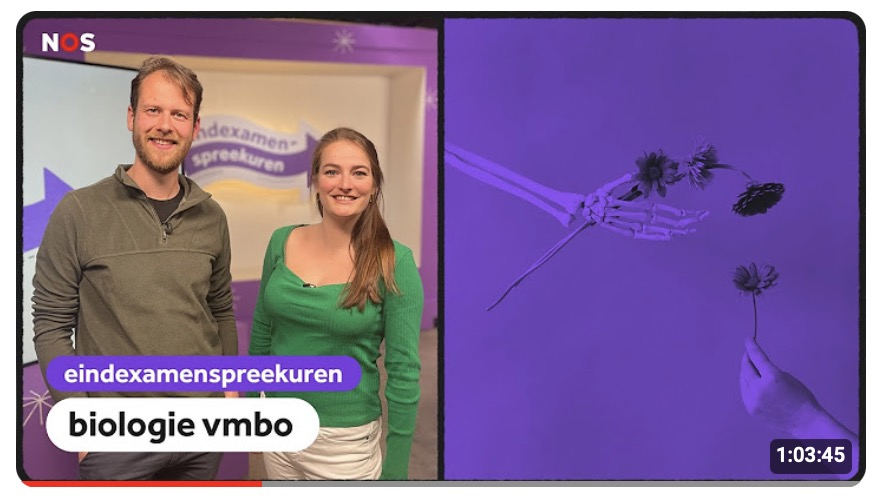 NOS
eindexamen-
spreekuren
eindexamenspreekuren
biologie vmbo
1:03:45